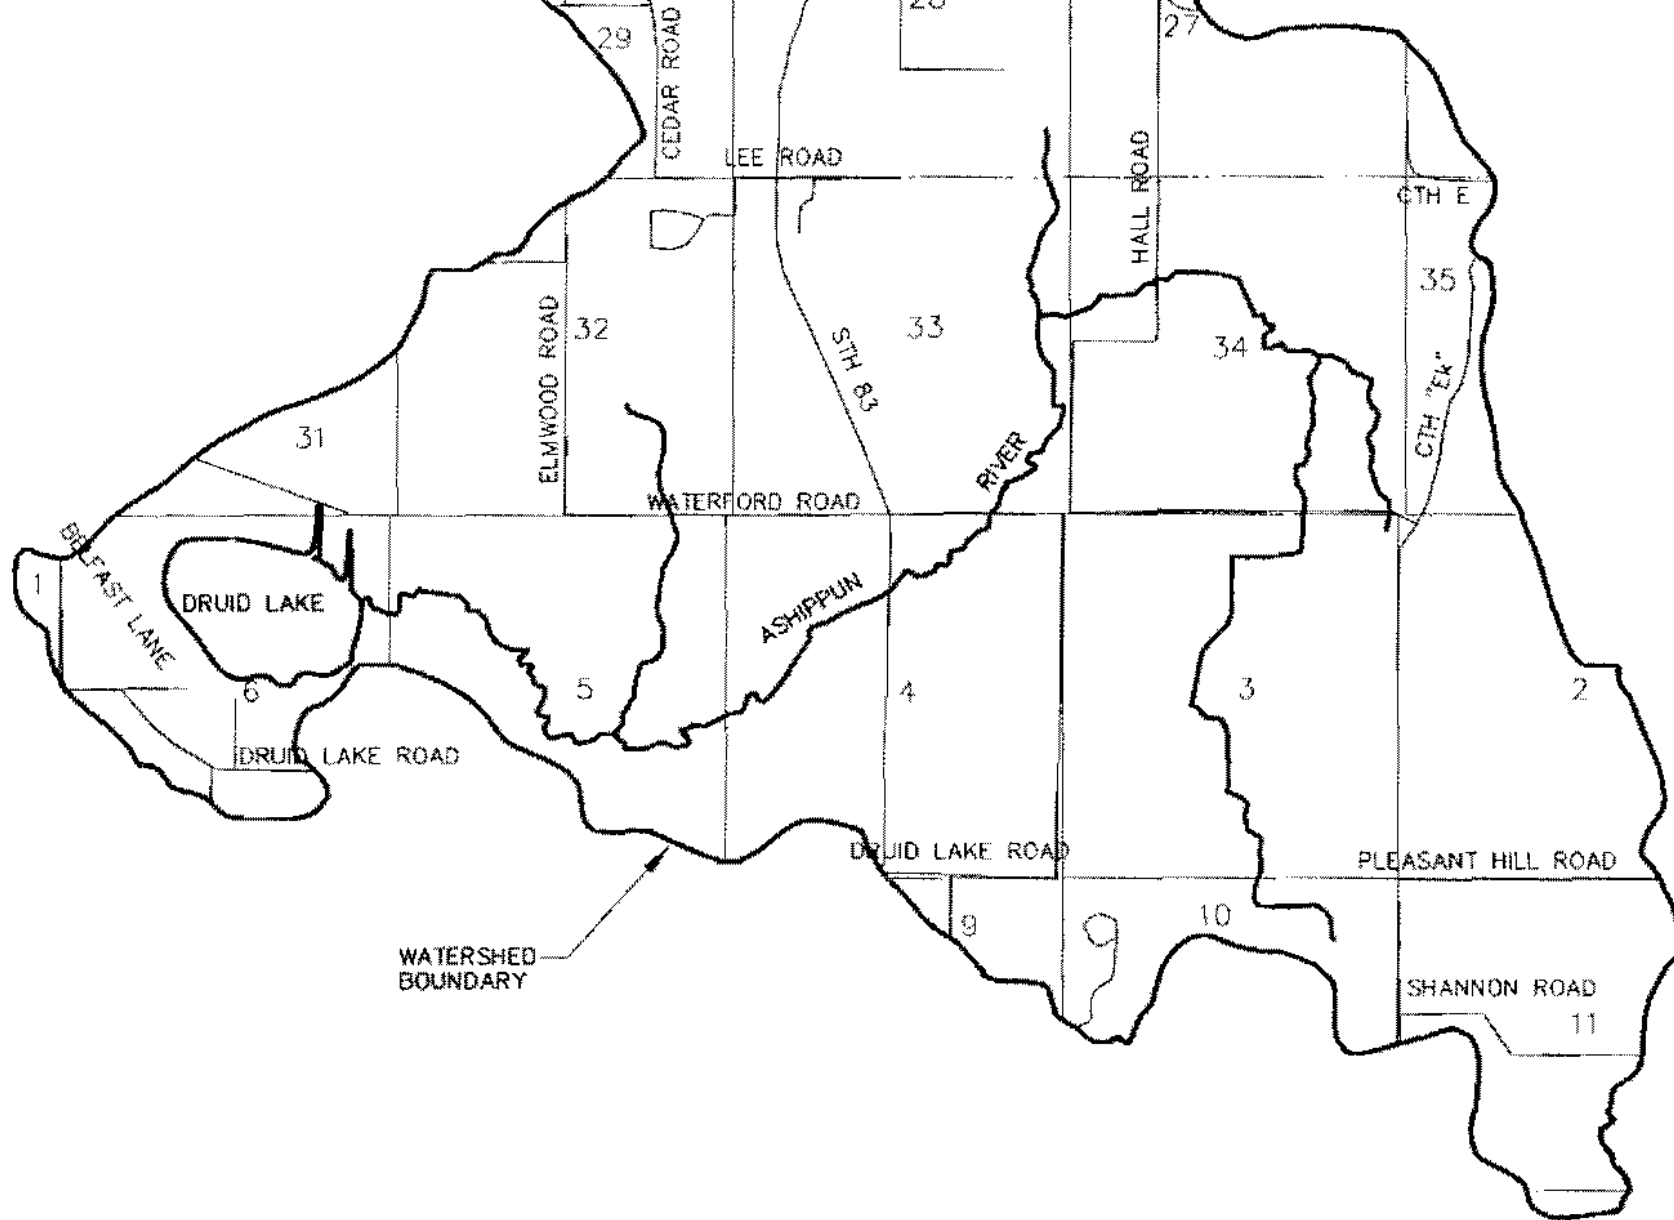 28
27
29
CEDAR ROAD
LEE ROAD
HALL ROAD
CTH E
35
32
33
34
ELMWOOD ROAD
STH 83
CTH "EK"
31
RIVER
WATERFORD ROAD
BELFAST LANE
1
DRUID LAKE
ASHIPPUN
6
5
4
3
2
DRUID LAKE ROAD
DRUID LAKE ROAD
PLEASANT HILL ROAD
9
10
WATERSHED
BOUNDARY
SHANNON ROAD
11